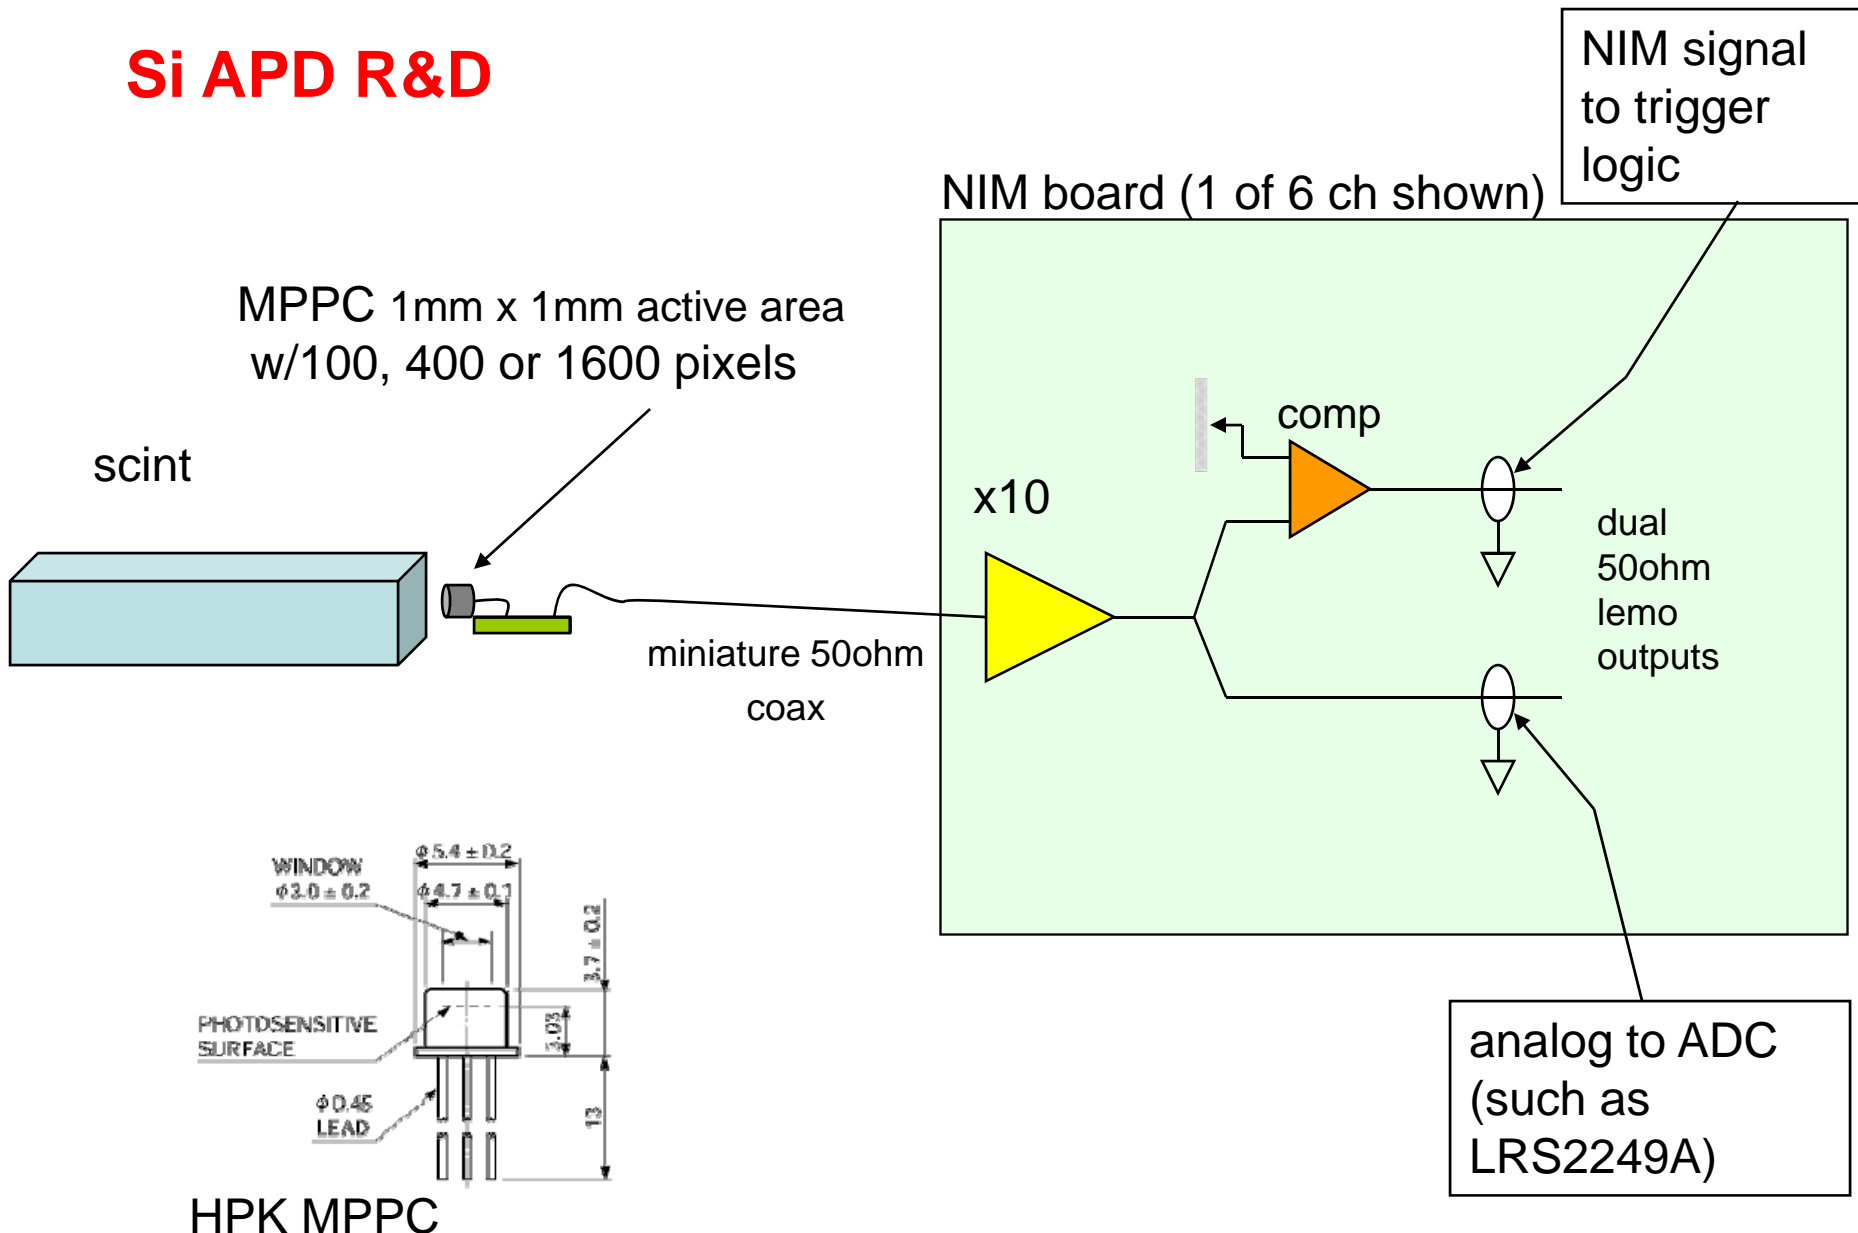 Si APD R&D
NIM signal
to trigger
logic
NIM board (1 of 6 ch shown)
MPPC 1mm x 1mm active area
w/100, 400 or 1600 pixels
comp
scint
x10
dual
50ohm
lemo
outputs
miniature 50ohm
coax
WINDOW
φ3.0 ± 0.2
φ5.4 ± 0.2
φ4.7 ± 0.1
3.7 ± 0.2
PHOTOSENSITIVE
SURFACE
φ0.45
LEAD
13
HPK MPPC
analog to ADC
(such as
LRS2249A)